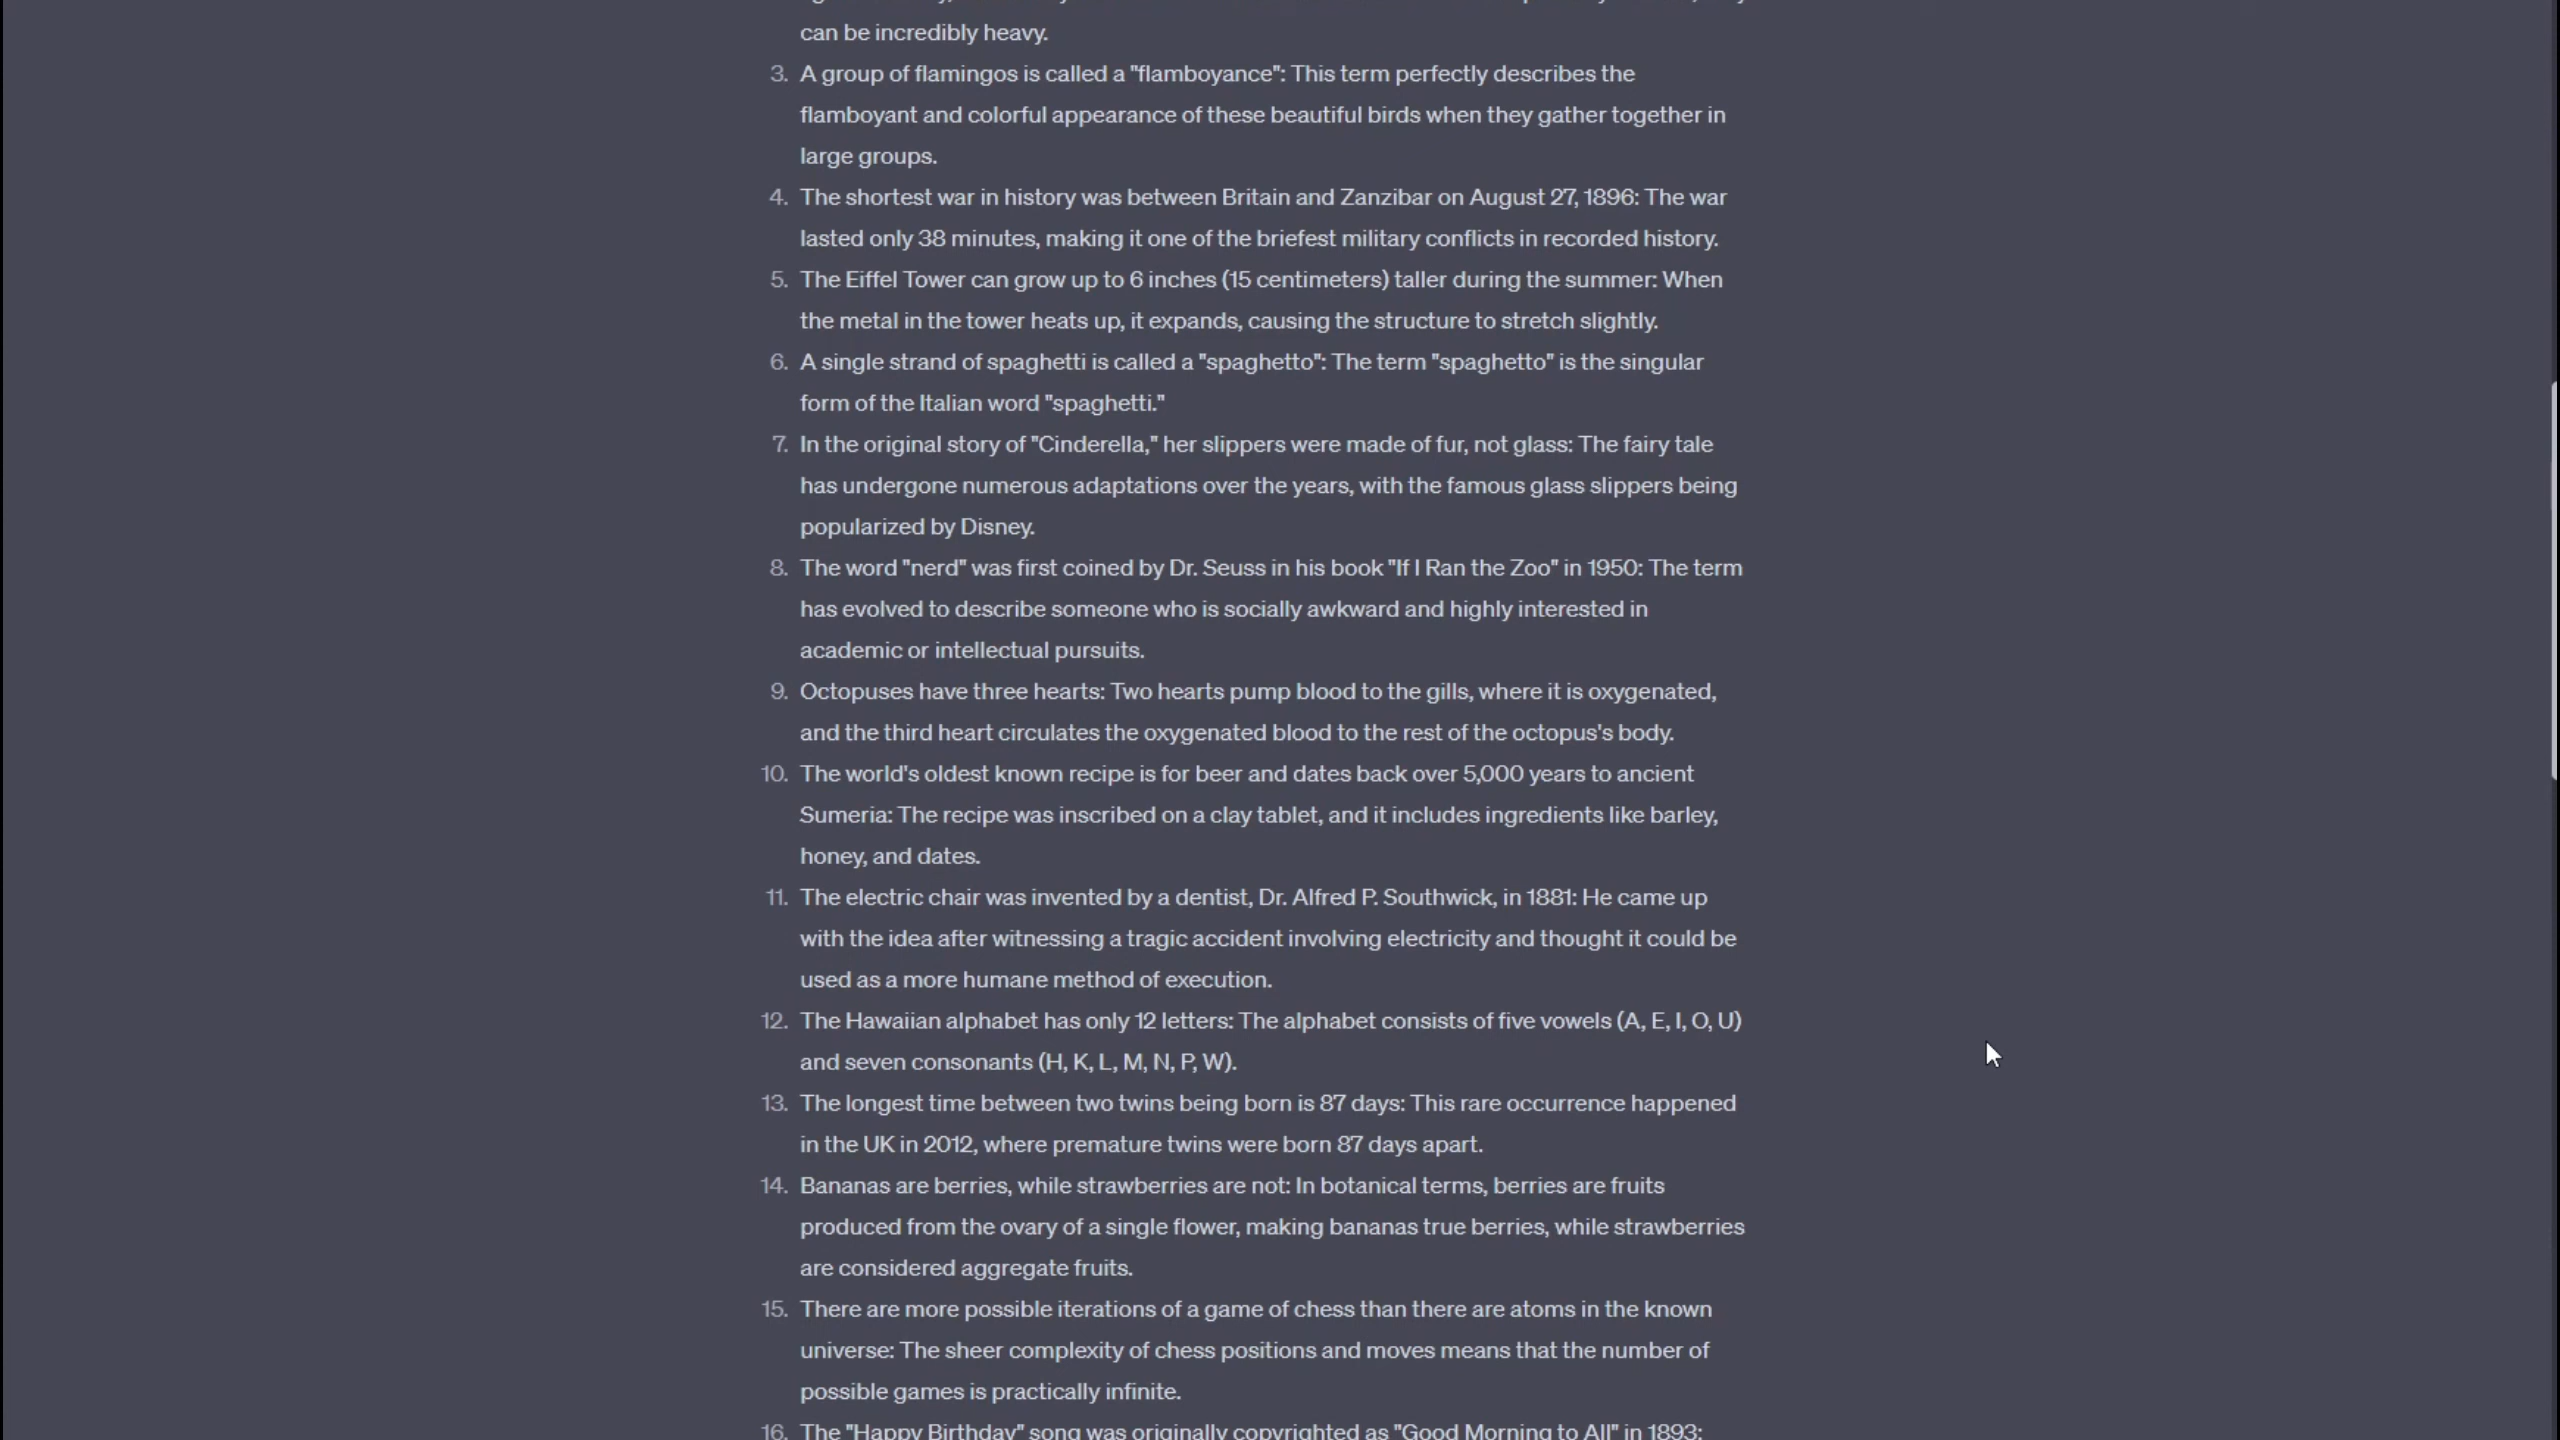 can be incredibly heavy.
3. A group of flamingos is called a "flamboyance": This term perfectly describes the
flamboyant and colorful appearance of these beautiful birds when they gather together in
large groups.
4. The shortest war in history was between Britain and Zanzibar on August 27, 1896: The war
lasted only 38 minutes, making it one of the briefest military conflicts in recorded history.
5. The Eiffel Tower can grow up to 6 inches (15 centimeters) taller during the summer: When
the metal in the tower heats up, it expands, causing the structure to stretch slightly.
6. A single strand of spaghetti is called a "spaghetto": The term "spaghetto" is the singular
form of the Italian word "spaghetti."
7. In the original story of "Cinderella," her slippers were made of fur, not glass: The fairy tale
has undergone numerous adaptations over the years, with the famous glass slippers being
popularized by Disney.
8. The word "nerd" was first coined by Dr. Seuss in his book "If I Ran the Zoo" in 1950: The term
has evolved to describe someone who is socially awkward and highly interested in
academic or intellectual pursuits.
9. Octopuses have three hearts: Two hearts pump blood to the gills, where it is oxygenated,
and the third heart circulates the oxygenated blood to the rest of the octopus's body.
10. The world's oldest known recipe is for beer and dates back over 5,000 years to ancient
Sumeria: The recipe was inscribed on a clay tablet, and it includes ingredients like barley,
honey, and dates.
11. The electric chair was invented by a dentist, Dr. Alfred P. Southwick, in 1881: He came up
with the idea after witnessing a tragic accident involving electricity and thought it could be
used as a more humane method of execution.
12. The Hawaiian alphabet has only 12 letters: The alphabet consists of five vowels (A, E, I, O, U)
and seven consonants (H, K, L, M, N, P, W).
13. The longest time between two twins being born is 87 days: This rare occurrence happened
in the UK in 2012, where premature twins were born 87 days apart.
14. Bananas are berries, while strawberries are not: In botanical terms, berries are fruits
produced from the ovary of a single flower, making bananas true berries, while strawberries
are considered aggregate fruits.
15. There are more possible iterations of a game of chess than there are atoms in the known
universe: The sheer complexity of chess positions and moves means that the number of
possible games is practically infinite.
16. The "Happy Birthday" song was originally copyrighted as "Good Morning to All" in 1893: